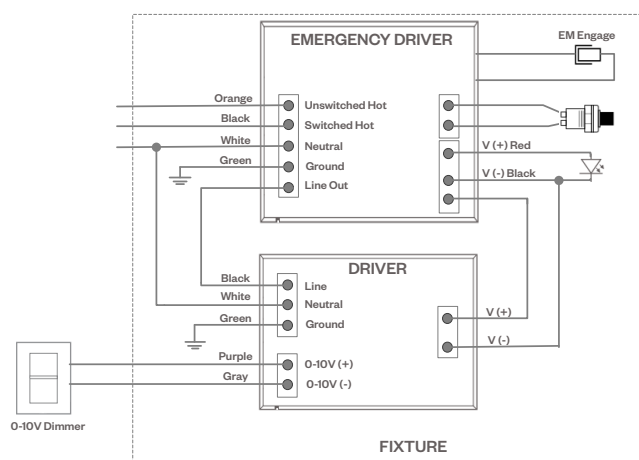 EMERGENCY DRIVER
EM Engage
Orange
Unswitched Hot
Black
Switched Hot
White
Neutral
V (+) Red
Green
Ground
V (-) Black
Line Out
DRIVER
Black
Line
White
Neutral
V (+)
Green
Ground
V (-)
Purple
0-10V (+)
Gray
0-10V (-)
0-10V Dimmer
FIXTURE